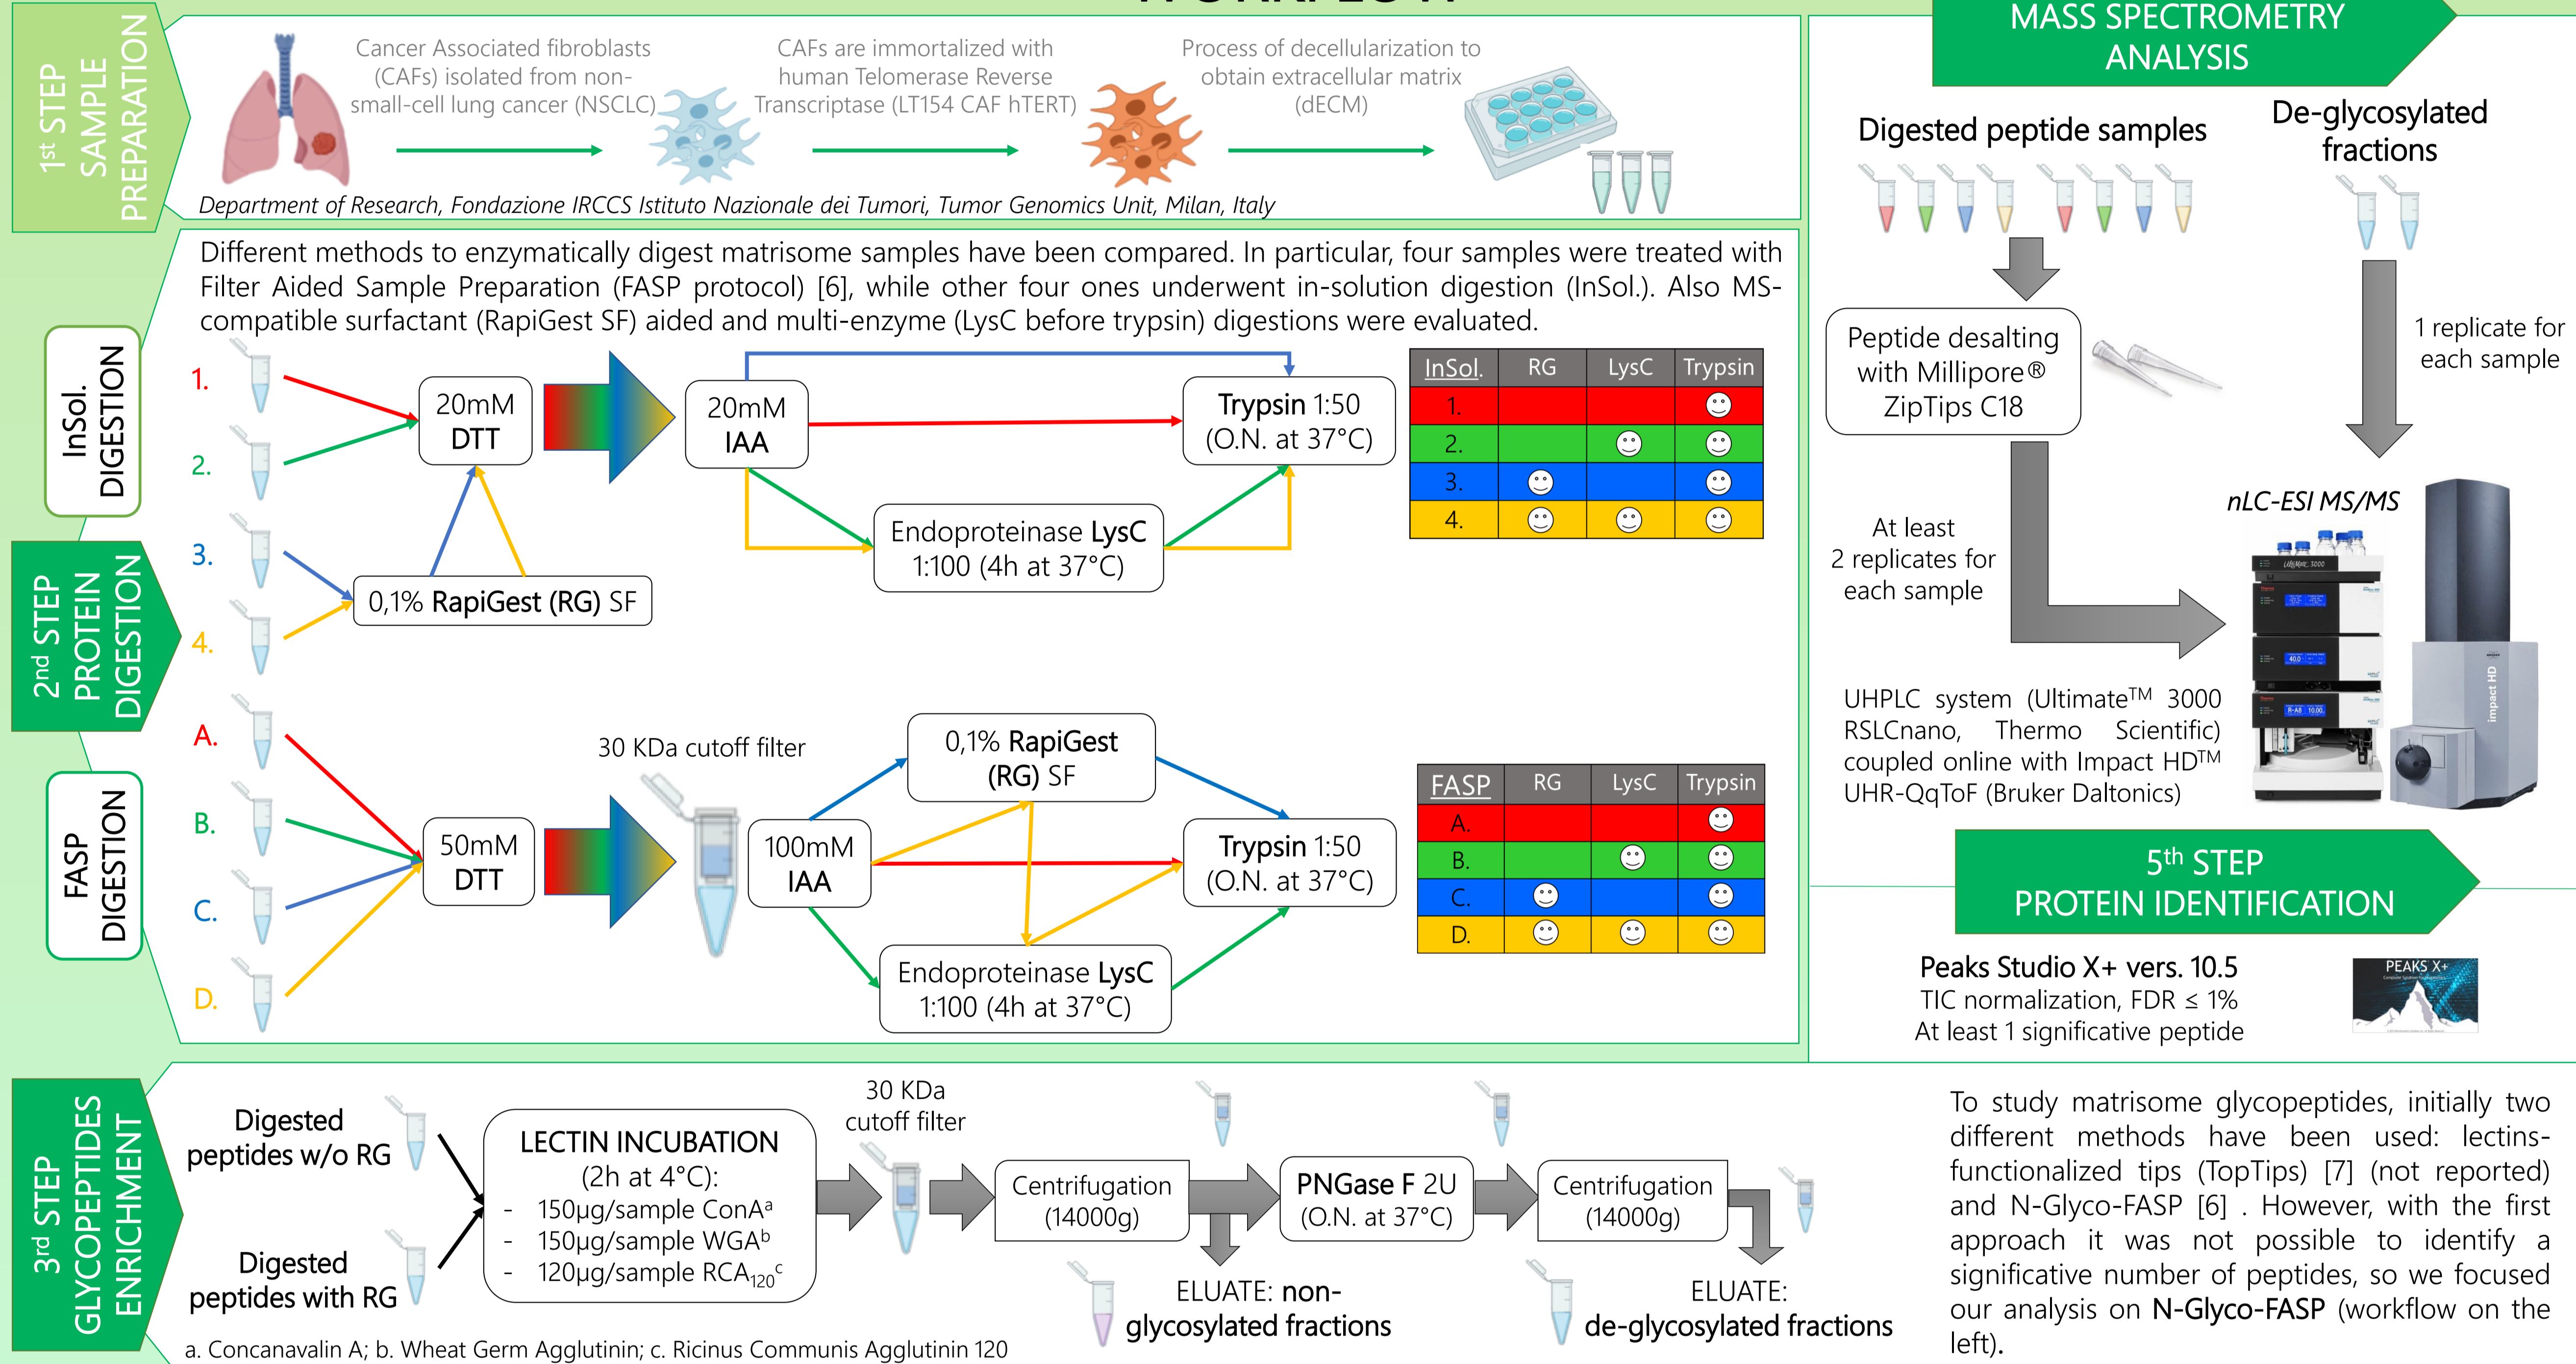 1st STEP
SAMPLE
PREPARATION
Cancer Associated fibroblasts
(CAFs) isolated from non-
small-cell lung cancer (NSCLC)
CAFs are immortalized with
human Telomerase Reverse
Transcriptase (LT154 CAF hTERT)
Process of decellularization to
obtain extracellular matrix
(dECM)
Department of Research, Fondazione IRCCS Istituto Nazionale dei Tumori, Tumor Genomics Unit, Milan, Italy
2nd STEP
PROTEIN
DIGESTION
Different methods to enzymatically digest matrisome samples have been compared. In particular, four samples were treated with
Filter Aided Sample Preparation (FASP protocol) [6], while other four ones underwent in-solution digestion (InSol.). Also MS-
compatible surfactant (RapiGest SF) aided and multi-enzyme (LysC before trypsin) digestions were evaluated.
InSol.
DIGESTION
1.
2.
3.
4.
20mM
DTT
0,1% RapiGest (RG) SF
20mM
IAA
Endoproteinase LysC
1:100 (4h at 37°C)
Trypsin 1:50
(O.N. at 37°C)
InSol. RG LysC Trypsin
1.
2.
3.
4.
FASP
DIGESTION
A.
B.
C.
D.
50mM
DTT
30 KDa cutoff filter
100mM
IAA
0,1% RapiGest
(RG) SF
Endoproteinase LysC
1:100 (4h at 37°C)
Trypsin 1:50
(O.N. at 37°C)
FASP RG LysC Trypsin
A.
B.
C.
D.
3rd STEP
GLYCOPEPTIDES
ENRICHMENT
Digested
peptides w/o RG
Digested
peptides with RG
LECTIN INCUBATION
(2h at 4°C):
- 150µg/sample ConAa
- 150µg/sample WGAb
- 120µg/sample RCA120c
30 KDa
cutoff filter
Centrifugation
(14000g)
ELUATE: non-
glycosylated fractions
PNGase F 2U
(O.N. at 37°C)
Centrifugation
(14000g)
ELUATE:
de-glycosylated fractions
a. Concanavalin A; b. Wheat Germ Agglutinin; c. Ricinus Communis Agglutinin 120
To study matrisome glycopeptides, initially two
different methods have been used: lectins-
functionalized tips (TopTips) [7] (not reported)
and N-Glyco-FASP [6] . However, with the first
approach it was not possible to identify a
significative number of peptides, so we focused
our analysis on N-Glyco-FASP (workflow on the
left).
MASS SPECTROMETRY
ANALYSIS
Digested peptide samples
De-glycosylated
fractions
Peptide desalting
with Millipore®
ZipTips C18
1 replicate for
each sample
At least
2 replicates for
each sample
nLC-ESI MS/MS
UltiMate 3000
impact HD
UHPLC system (Ultimate™ 3000
RSLCnano, Thermo Scientific)
coupled online with Impact HD™
UHR-QqToF (Bruker Daltonics)
5th STEP
PROTEIN IDENTIFICATION
Peaks Studio X+ vers. 10.5
TIC normalization, FDR ≤ 1%
At least 1 significative peptide
PEAKS X+